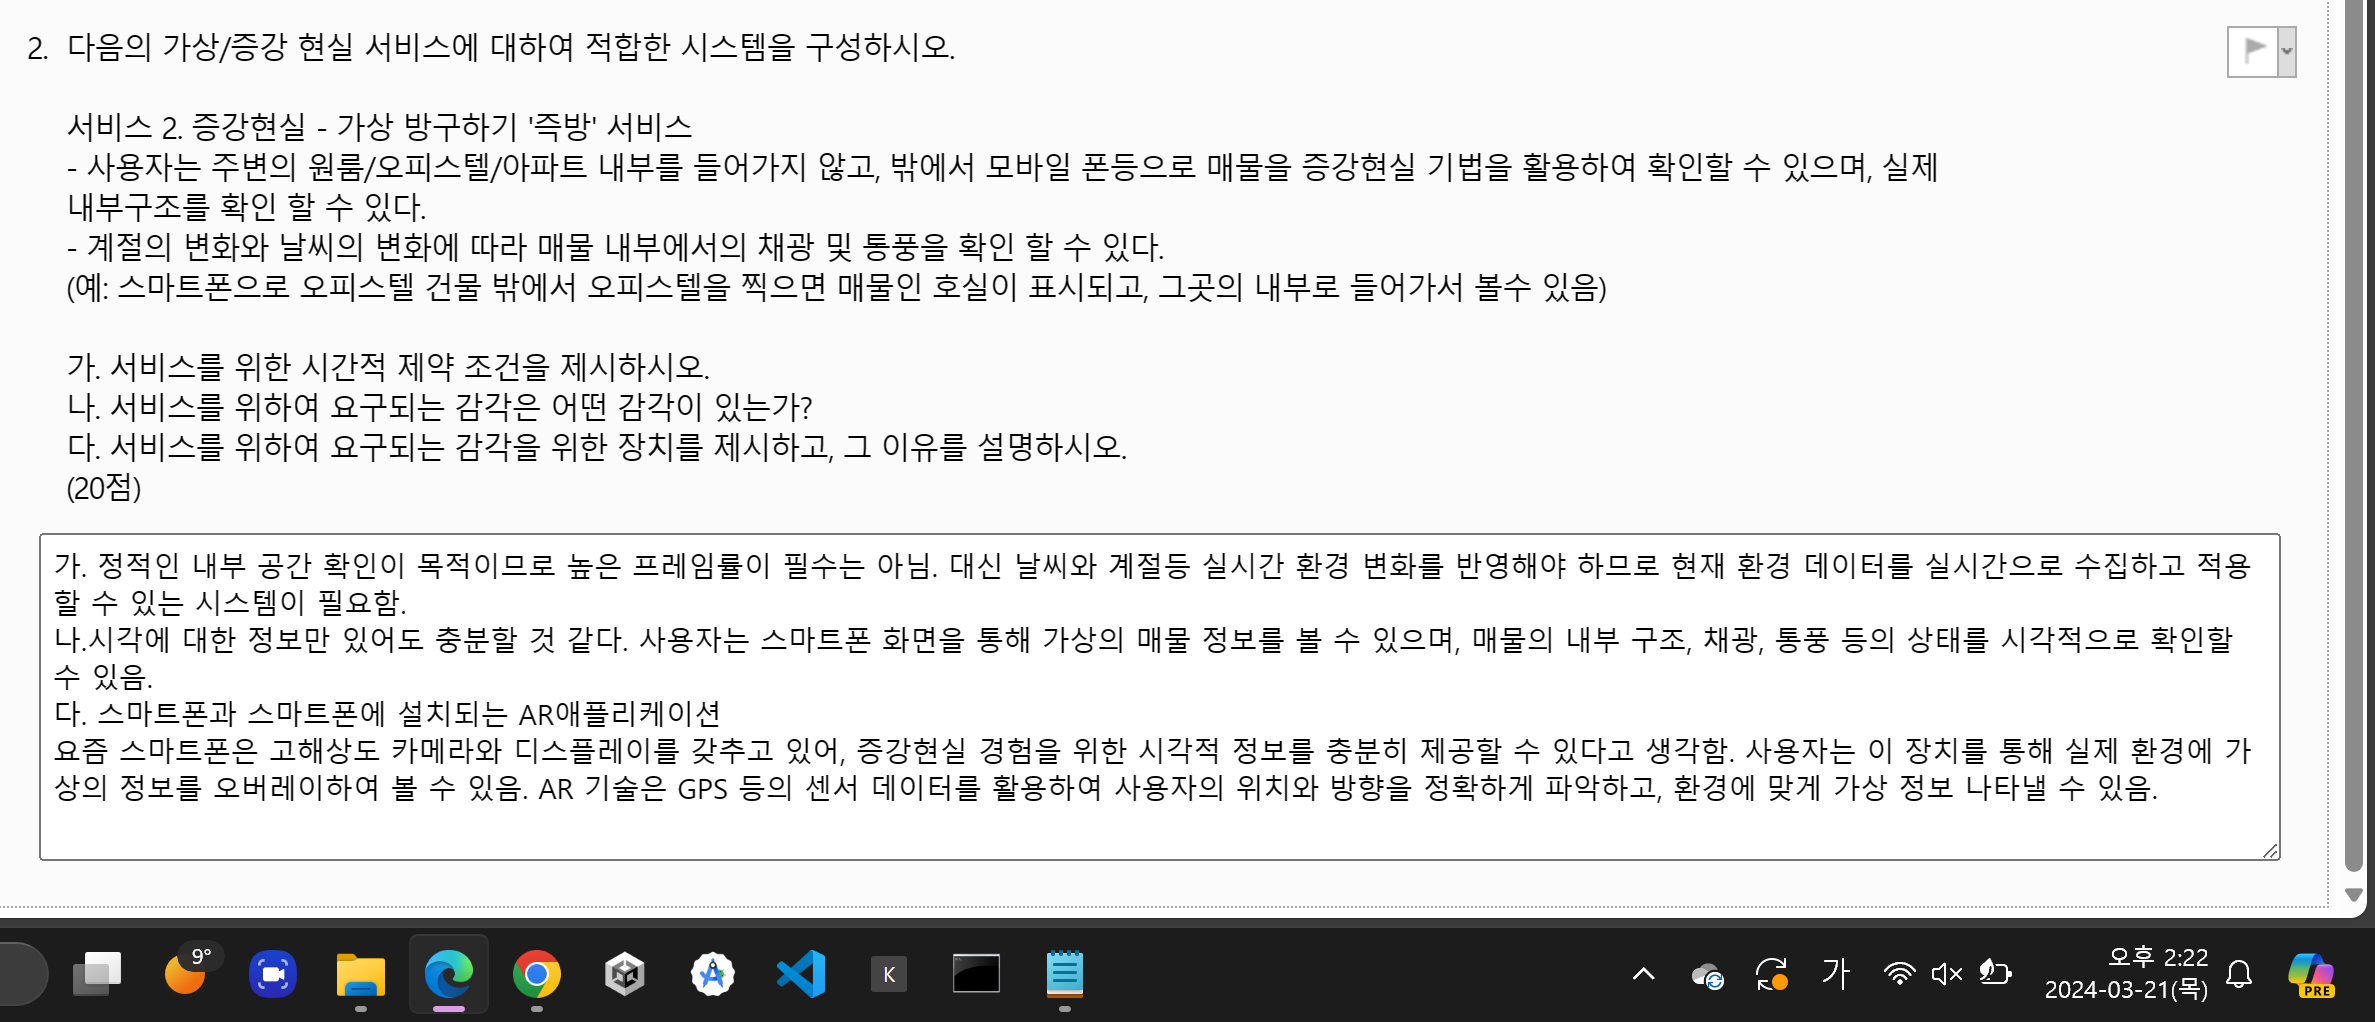 2. 다음의 가상/증강 현실 서비스에 대하여 적합한 시스템을 구성하시오.
서비스 2. 증강현실 - 가상 방구하기 '즉방' 서비스
- 사용자는 주변의 원룸/오피스텔/아파트 내부를 들어가지 않고, 밖에서 모바일 폰등으로 매물을 증강현실 기법을 활용하여 확인할 수 있으며, 실제
내부구조를 확인 할 수 있다.
- 계절의 변화와 날씨의 변화에 따라 매물 내부에서의 채광 및 통풍을 확인 할 수 있다.
(예: 스마트폰으로 오피스텔 건물 밖에서 오피스텔을 찍으면 매물인 호실이 표시되고, 그곳의 내부로 들어가서 볼수 있음)
가. 서비스를 위한 시간적 제약 조건을 제시하시오.
나. 서비스를 위하여 요구되는 감각은 어떤 감각이 있는가?
다. 서비스를 위하여 요구되는 감각을 위한 장치를 제시하고, 그 이유를 설명하시오.
(20점)
가. 정적인 내부 공간 확인이 목적이므로 높은 프레임률이 필수는 아님. 대신 날씨와 계절등 실시간 환경 변화를 반영해야 하므로 현재 환경 데이터를 실시간으로 수집하고 적용
할 수 있는 시스템이 필요함.
나.시각에 대한 정보만 있어도 충분할 것 같다. 사용자는 스마트폰 화면을 통해 가상의 매물 정보를 볼 수 있으며, 매물의 내부 구조, 채광, 통풍 등의 상태를 시각적으로 확인할
수 있음.
다. 스마트폰과 스마트폰에 설치되는 AR애플리케이션
요즘 스마트폰은 고해상도 카메라와 디스플레이를 갖추고 있어, 증강현실 경험을 위한 시각적 정보를 충분히 제공할 수 있다고 생각함. 사용자는 이 장치를 통해 실제 환경에 가
상의 정보를 오버레이하여 볼 수 있음. AR 기술은 GPS 등의 센서 데이터를 활용하여 사용자의 위치와 방향을 정확하게 파악하고, 환경에 맞게 가상 정보 나타낼 수 있음.
9°
K
가
오후 2:22
2024-03-21(목)
PRE